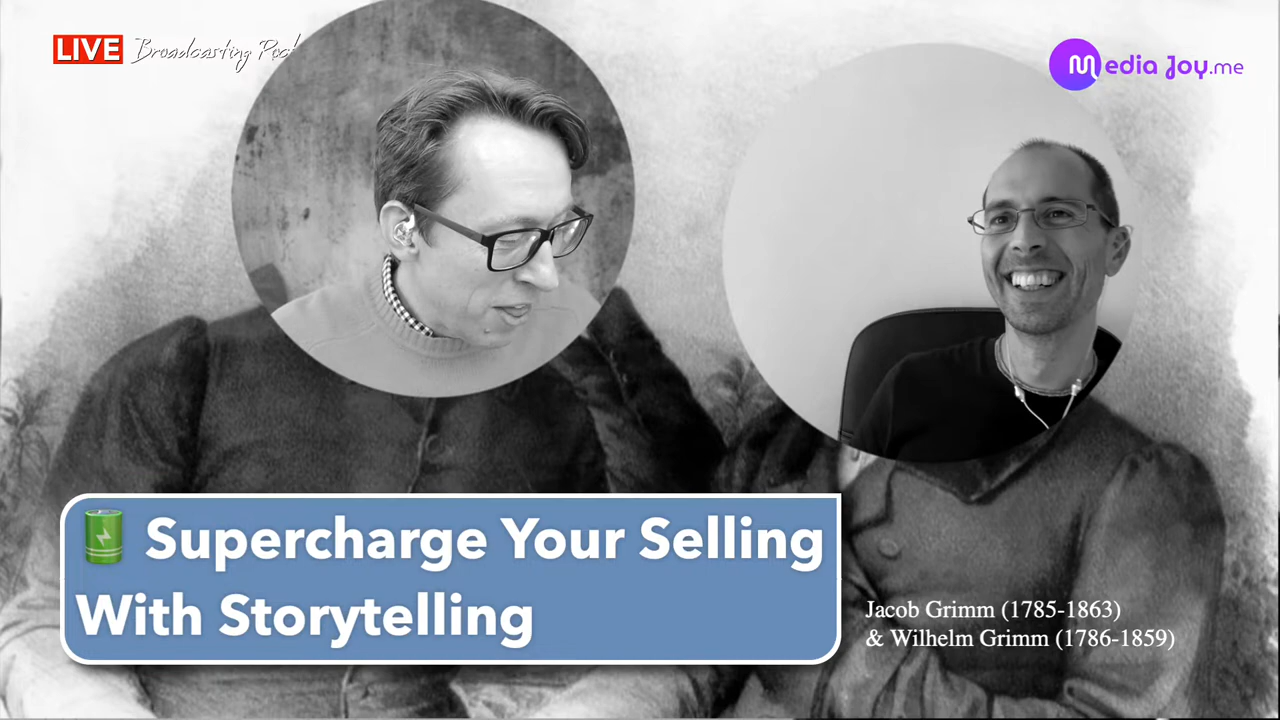 LIVE Broadcasting
Media Joy.me
🔋 Supercharge Your Selling
With Storytelling
Jacob Grimm (1785-1863)
& Wilhelm Grimm (1786-1859)